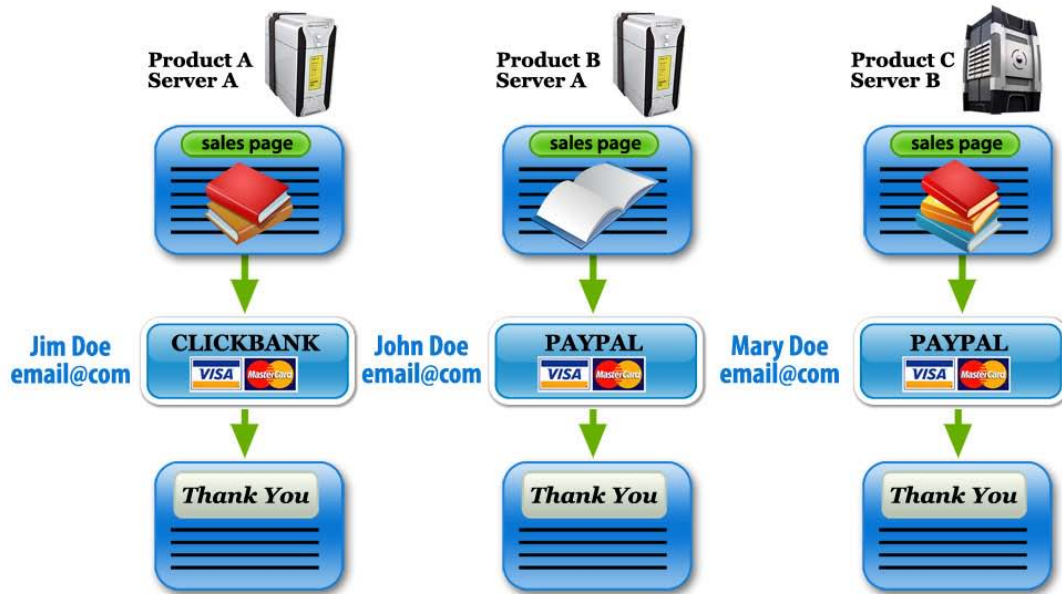 Product A
Server A
Product B
Server A
Product C
Server B
sales page
sales page
sales page
Jim Doe
email@com
CLICKBANK
VISA MasterCard
John Doe
email@com
PAYPAL
VISA MasterCard
Mary Doe
email@com
PAYPAL
VISA MasterCard
Thank You
Thank You
Thank You